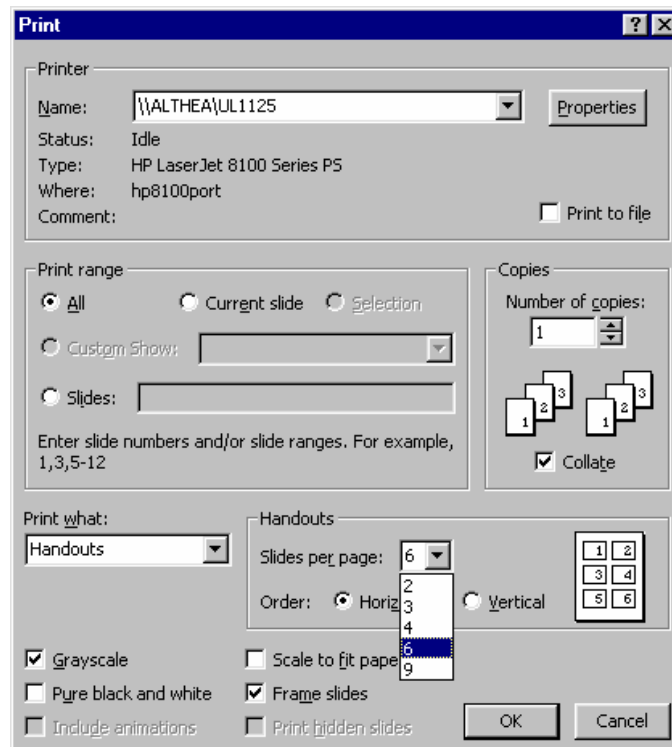 Print
Printer
Name: \\ALTHEA\UL1125 Properties
Status: Idle
Type: HP LaserJet 8100 Series PS
Where: hp8100port
Comment: Print to file
Print range
All Current slide Selection
Custom Show:
Slides:
Enter slide numbers and/or slide ranges. For example,
1,3,5-12
Copies
Number of copies:
1
1 2 3 1 2 3
Collate
Print what:
Handouts
Handouts
Slides per page: 6
2
3
4
6
9
Order: Horiz Vertical
1 2
3 4
5 6
Grayscale Scale to fit pape
Pure black and white Frame slides
Include animations Print hidden slides
OK Cancel